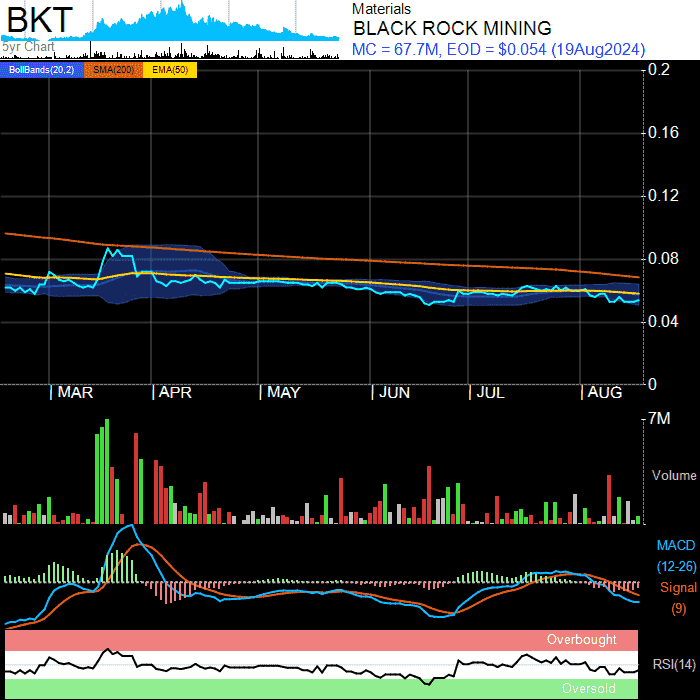 BKT
5yr Chart
Materials
BLACK ROCK MINING
MC = 67.7M, EOD = $0.054 (19Aug2024)
BollBands(20,2) SMA(200) EMA(50)
0.2
0.16
0.12
0.08
0.04
0
MAR APR MAY JUN JUL AUG
7M
Volume
MACD
(12-26)
Signal
(9)
Overbought
RSI(14)
Oversold